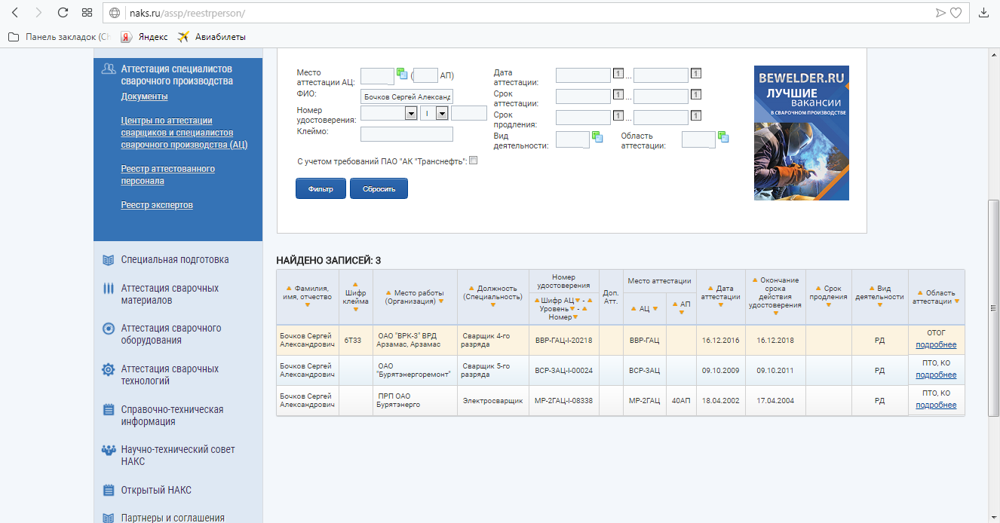 naks.ru/assp/reestrperson/
Панель закладок (Ch
Яндекс
Авиабилеты
Аттестация специалистов
сварочного производства
Документы
Центры по аттестации
сварщиков и специалистов
сварочного производства (АЦ)
Реестр аттестованного
персонала
Реестр экспертов
Специальная подготовка
Аттестация сварочных
материалов
Аттестация сварочного
оборудования
Аттестация сварочных
технологий
Справочно-техническая
информация
Научно-технический совет
НАКС
Открытый НАКС
Партнеры и соглашения
Место
аттестации АЦ:
( АП)
ФИО:
Бочков Сергей Александ
Номер
удостоверения:
I
Клеймо:
Дата
аттестации:
...
Срок
аттестации:
...
Срок
продления:
...
Вид
деятельности:
Область
аттестации:
С учетом требований ПАО "АК "Транснефть":
Фильтр
Сбросить
BEWELDER.RU
ЛУЧШИЕ
вакансии
В СВАРОЧНОМ ПРОИЗВОДСТВЕ
НАЙДЕНО ЗАПИСЕЙ: 3
Фамилия,
имя, отчество
Шифр
клейма
Место работы
(Организация)
Должность
(Специальность)
Номер
удостоверения
Шифр АЦ -
Уровень -
Номер
Доп.
Атт.
Место аттестации
АЦ
АП
Дата
аттестации
Окончание
срока
действия
удостоверения
Срок
продления
Вид
деятельности
Область
аттестации
Бочков Сергей
Александрович
6Т33
ОАО "ВРК-3" ВРД
Арзамас, Арзамас
Сварщик 4-го
разряда
ВВР-ГАЦ-I-20218
ВВР-ГАЦ
16.12.2016
16.12.2018
РД
ОТОГ
подробнее
Бочков Сергей
Александрович
ОАО
"Бурятэнергоремонт"
Сварщик 5-го
разряда
ВСР-3АЦ-I-00024
ВСР-3АЦ
09.10.2009
09.10.2011
РД
ПТО, КО
подробнее
Бочков Сергей
Александрович
ПРП ОАО
Бурятэнерго
Электросварщик
МР-2ГАЦ-I-08338
МР-2ГАЦ
40АП
18.04.2002
17.04.2004
РД
ПТО, КО
подробнее